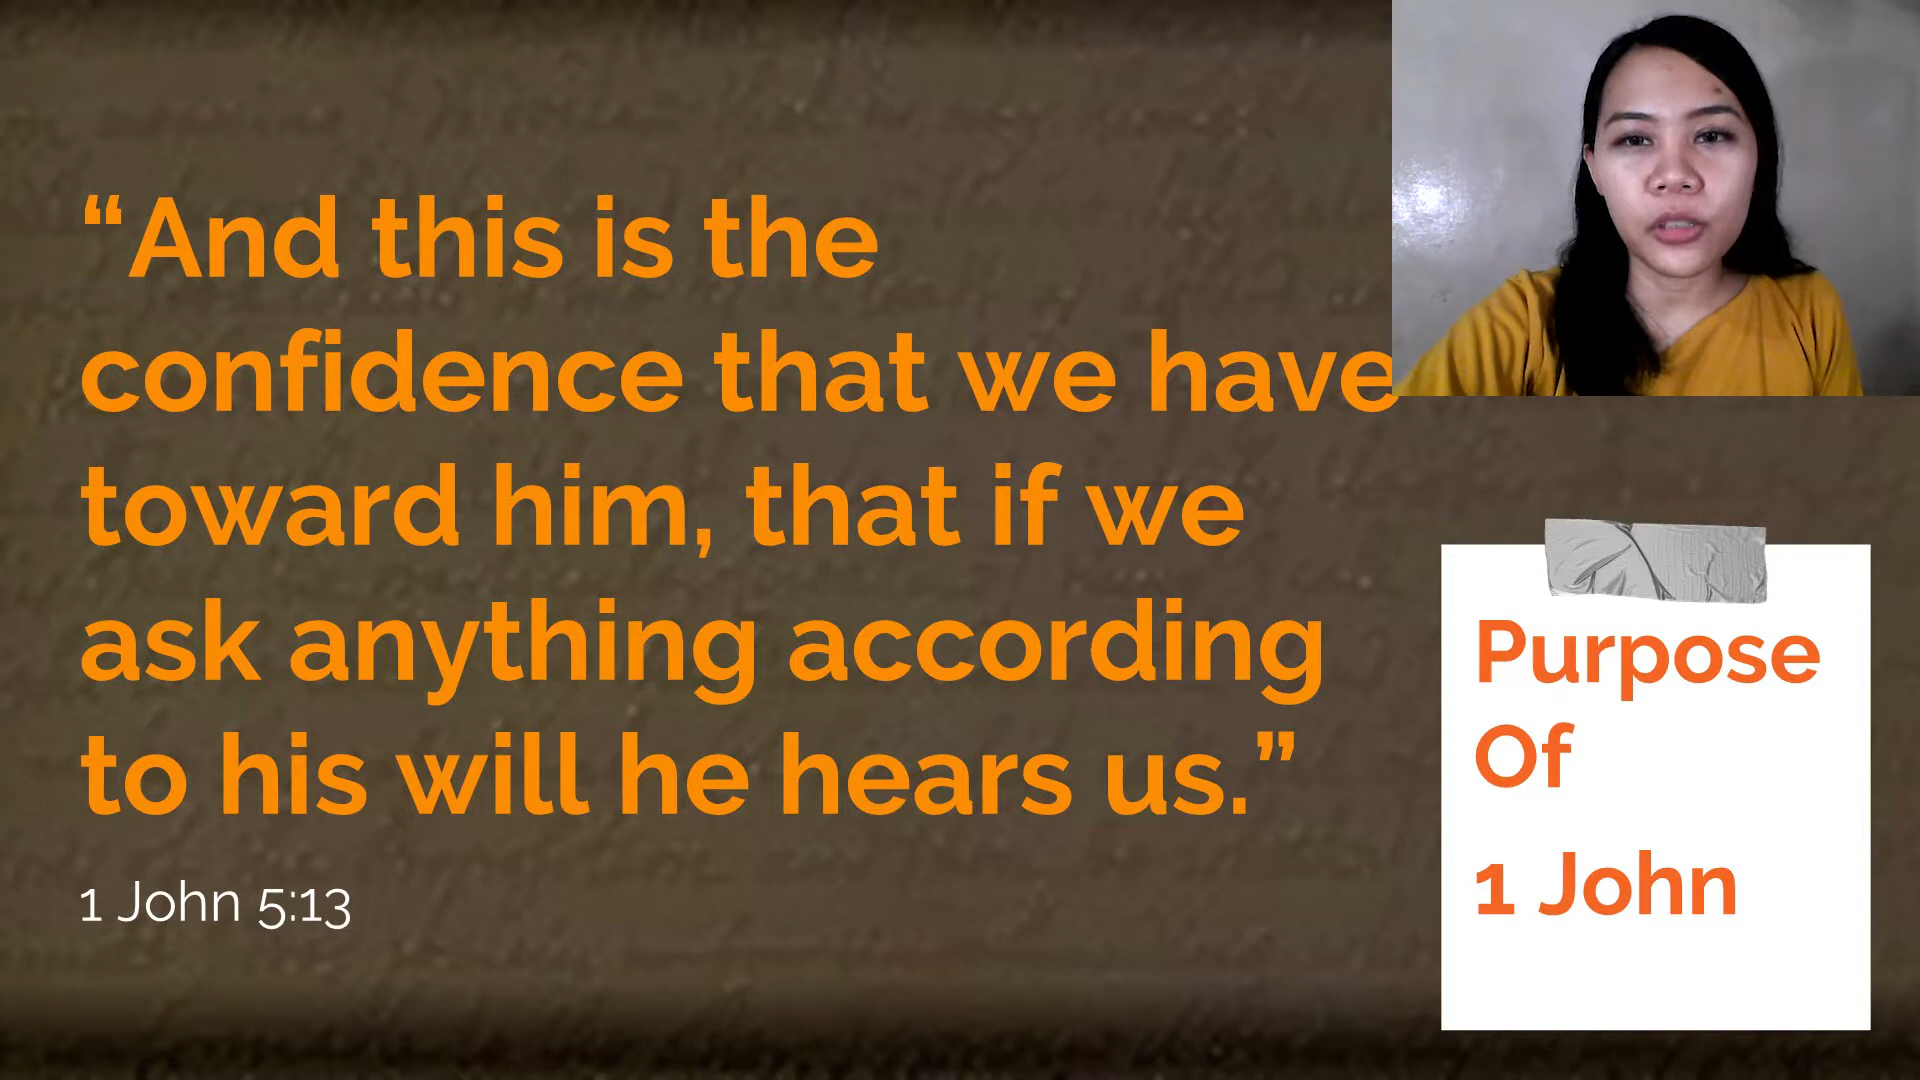 “And this is the
confidence that we have
toward him, that if we
ask anything according
to his will he hears us.”
1 John 5:13
Purpose
Of
1 John